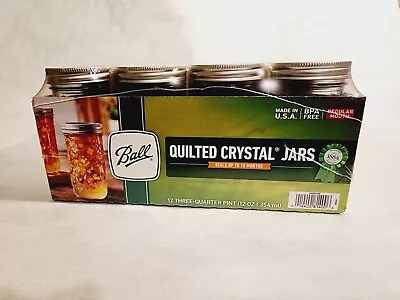 MADE IN U.S.A.
BPA FREE
REGULAR MOUTH
Ball
QUILTED CRYSTAL® JARS
SEALS UP TO 18 MONTHS
1884
12 THREE-QUARTER PINT (12 OZ | 354 ml)